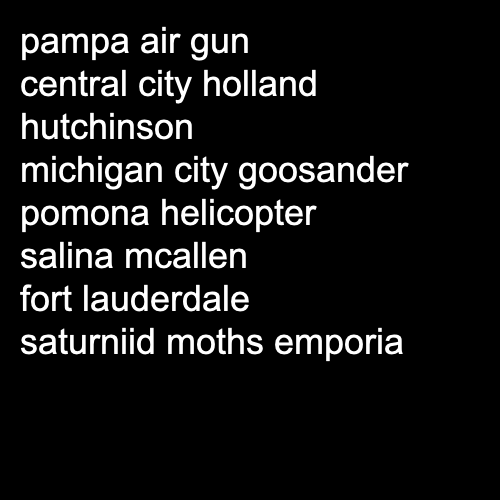 pampa air gun
central city holland
hutchinson
michigan city goosander
pomona helicopter
salina mcallen
fort lauderdale
saturniid moths emporia